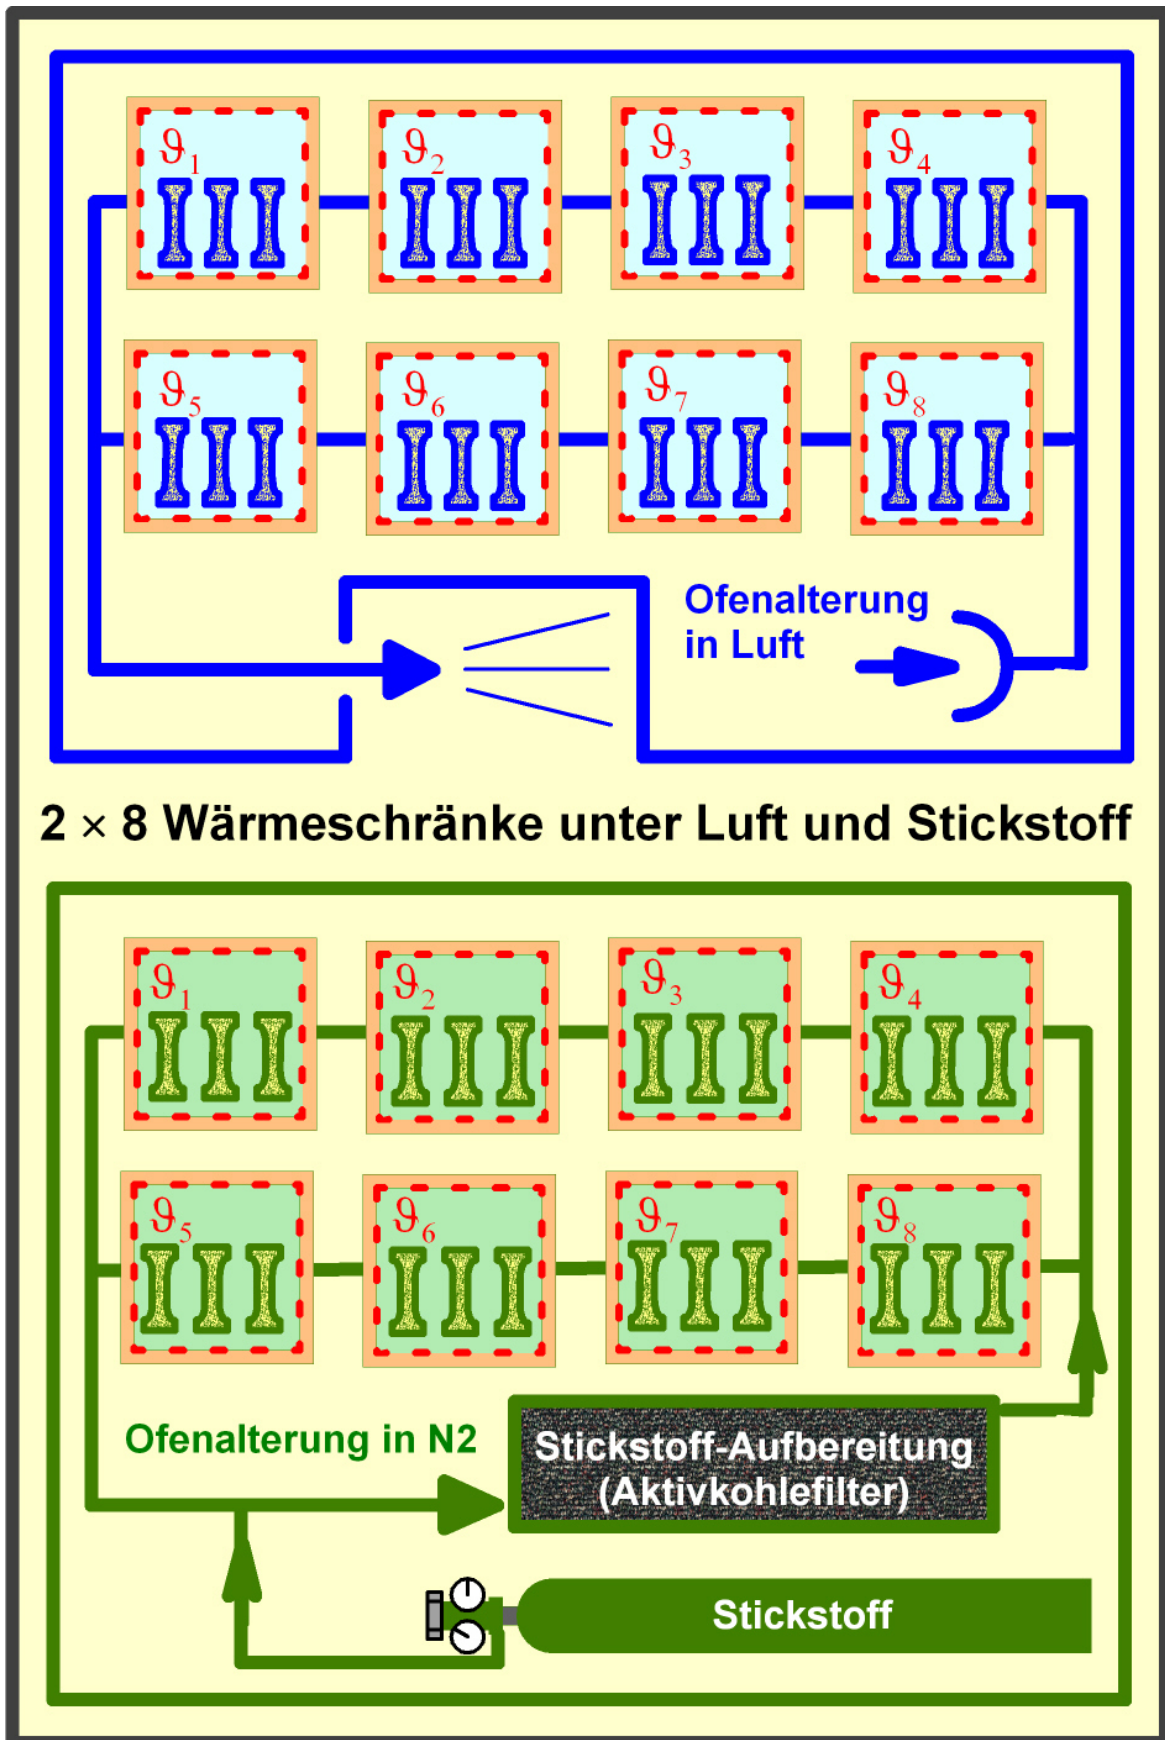 ϑ1 ϑ2 ϑ3 ϑ4
ϑ5 ϑ6 ϑ7 ϑ8
Ofenalterung
in Luft
2 × 8 Wärmeschränke unter Luft und Stickstoff
ϑ1 ϑ2 ϑ3 ϑ4
ϑ5 ϑ6 ϑ7 ϑ8
Ofenalterung in N2
Stickstoff-Aufbereitung
(Aktivkohlefilter)
Stickstoff